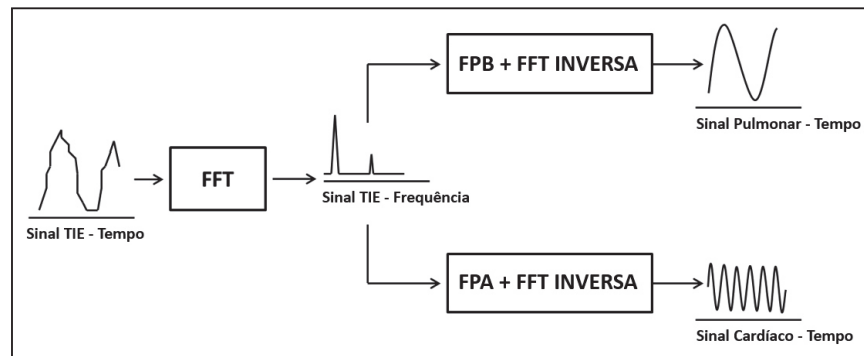 FPB + FFT INVERSA
Sinal Pulmonar - Tempo
FFT
Sinal TIE - Frequência
Sinal TIE - Tempo
FPA + FFT INVERSA
Sinal Cardíaco - Tempo